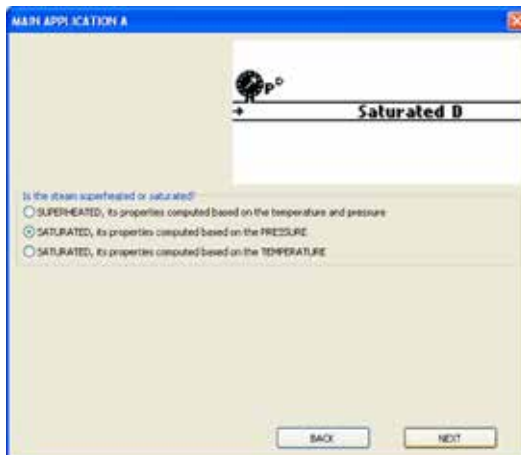 MAIN APPLICATION A
P°
Saturated D
Is the steam superheated or saturated?
SUPERHEATED, its properties computed based on the temperature and pressure
SATURATED, its properties computed based on the PRESSURE
SATURATED, its properties computed based on the TEMPERATURE
BACK
NEXT